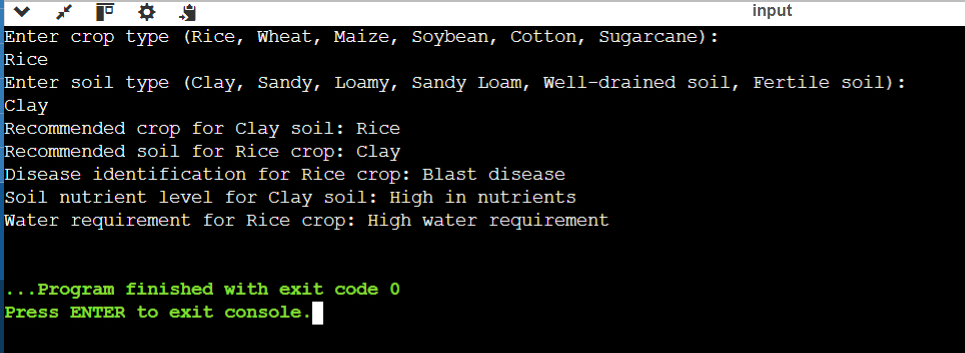 input
Enter crop type (Rice, Wheat, Maize, Soybean, Cotton, Sugarcane):
Rice
Enter soil type (Clay, Sandy, Loamy, Sandy Loam, Well-drained soil, Fertile soil):
Clay
Recommended crop for Clay soil: Rice
Recommended soil for Rice crop: Clay
Disease identification for Rice crop: Blast disease
Soil nutrient level for Clay soil: High in nutrients
Water requirement for Rice crop: High water requirement
...Program finished with exit code 0
Press ENTER to exit console.